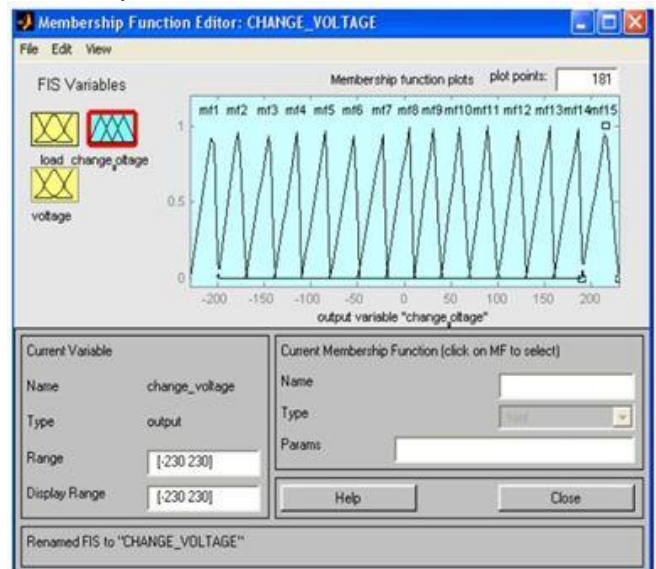 Membership Function Editor: CHANGE_VOLTAGE
File Edit View
FIS Variables
Membership function plots plot points: 181
mf1 mf2 mf3 mf4 mf5 mf6 mf7 mf8 mf9 mf10 mf11 mf12 mf13 mf14 mf15
1
load change_oltage
0.5
voltage
0
-200 -150 -100 -50 0 50 100 150 200
output variable "change_oltage"
Current Variable
Current Membership Function (click on MF to select)
Name change_voltage
Name
Type output
Type
Params
Range [-230 230]
Display Range [-230 230]
Help Close
Renamed FIS to "CHANGE_VOLTAGE"